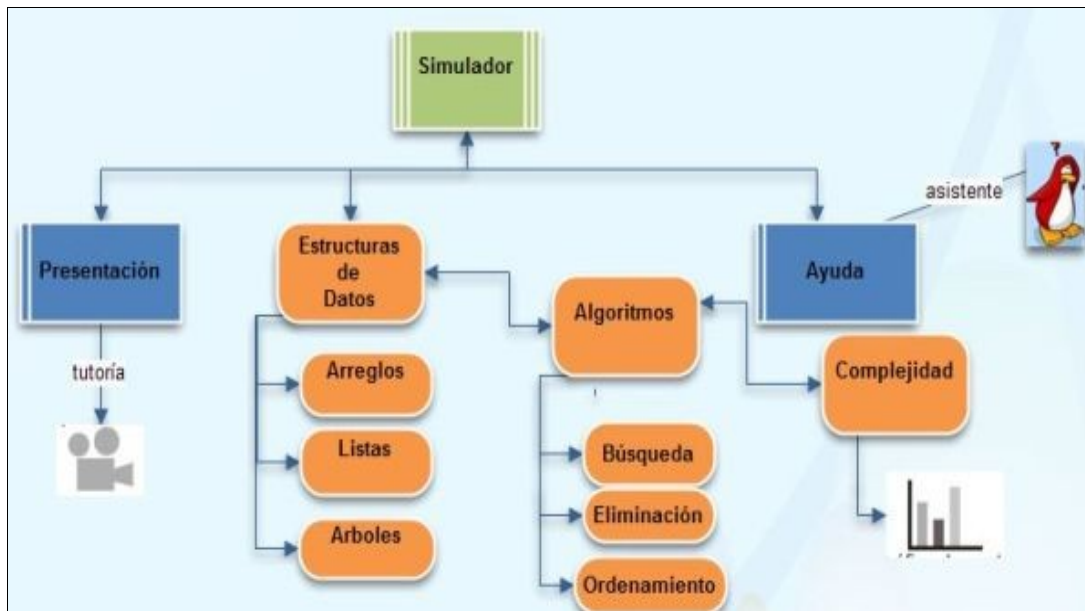 Simulador
asistente
Presentación
Estructuras
de
Datos
Ayuda
Algoritmos
tutoría
Arreglos
Complejidad
Listas
Búsqueda
Eliminación
Arboles
Ordenamiento